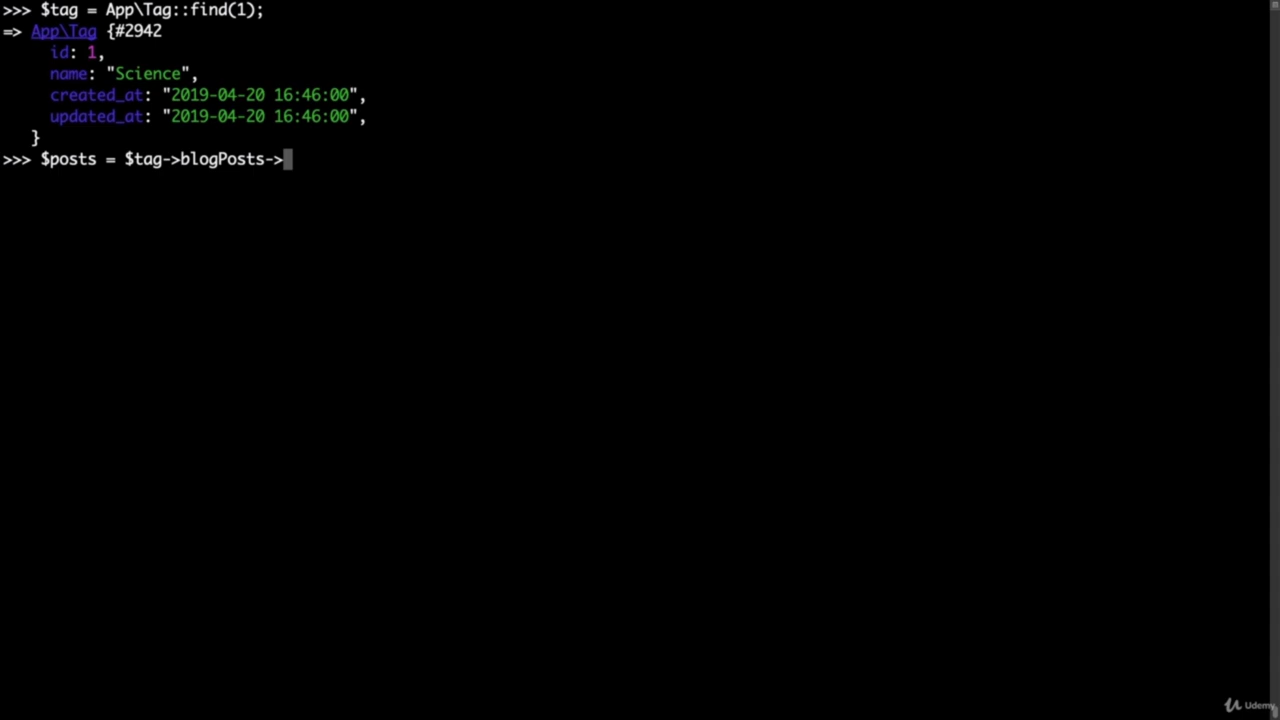 >>> $tag = App\Tag::find(1);
=> App\Tag {#2942
id: 1,
name: "Science",
created_at: "2019-04-20 16:46:00",
updated_at: "2019-04-20 16:46:00",
}
>>> $posts = $tag->blogPosts->
Udemy